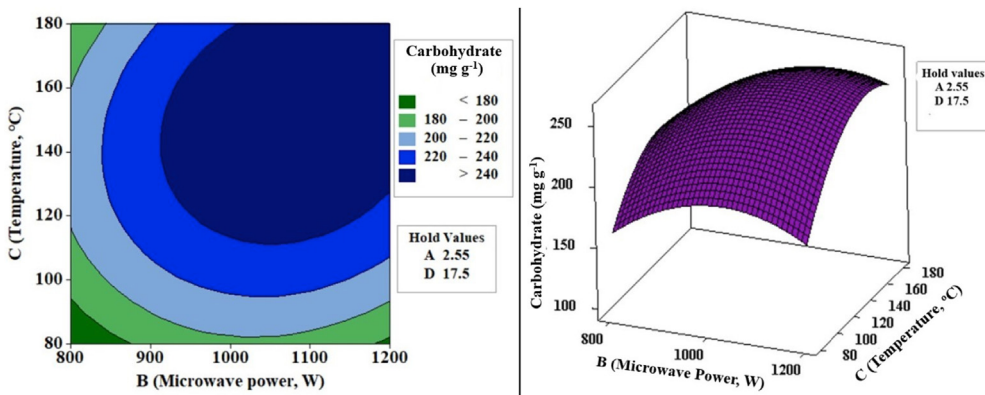 180
160
140
120
100
80
C (Temperature, °C)
800
900
1000
1100
1200
B (Microwave power, W)
Carbohydrate
(mg g-1)
< 180
180 – 200
200 – 220
220 – 240
> 240
Hold Values
A 2.55
D 17.5
Carbohydrate (mg g-1)
250
200
150
100
800
1000
1200
B (Microwave Power, W)
180
160
140
120
100
80
C (Temperature, °C)
Hold values
A 2.55
D 17.5